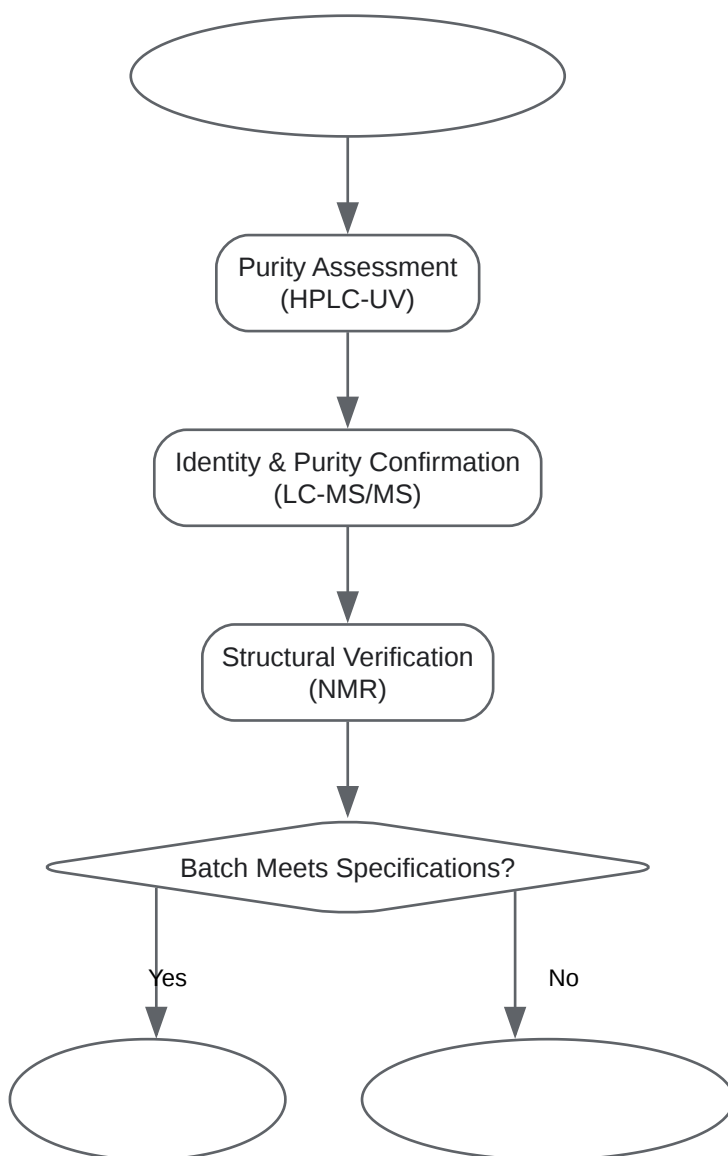 Purity Assessment
(HPLC-UV)
Identity & Purity Confirmation
(LC-MS/MS)
Structural Verification
(NMR)
Batch Meets Specifications?
Yes
No